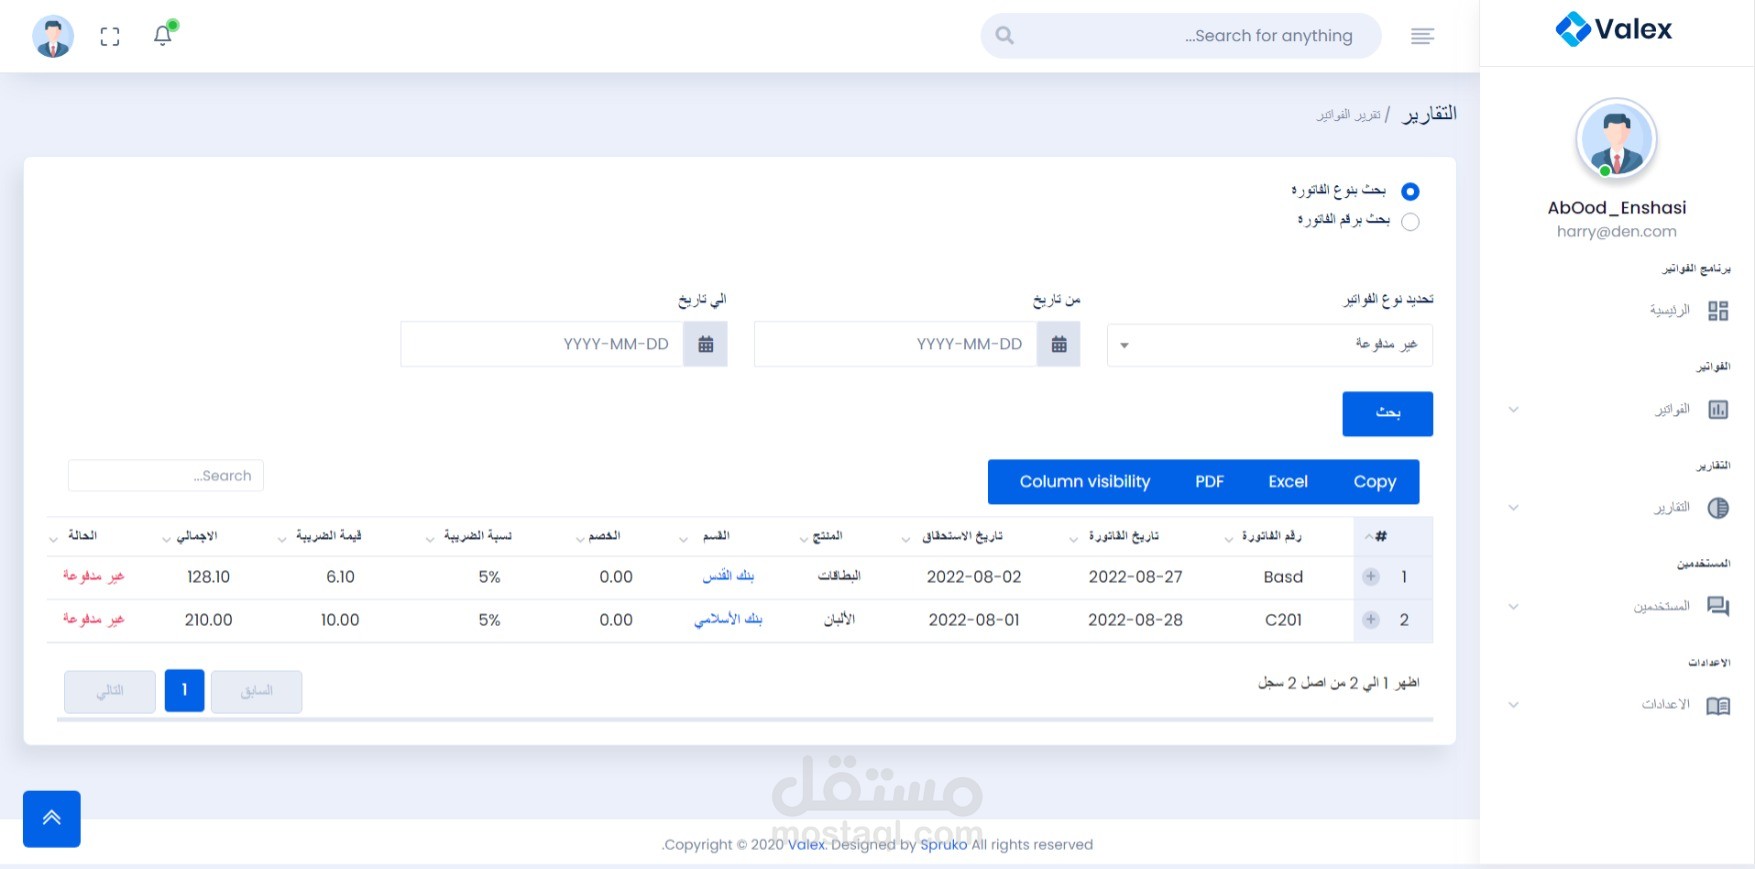 Valex
Search for anything...
AbOod_Enshasi
harry@den.com
برنامج الفواتير
الرئيسية
الفواتير
الفواتير
التقارير
التقارير
المستخدمين
المستخدمين
الاعدادات
الاعدادات
التقارير / تقرير الفواتير
بحث بنوع الفاتورة
بحث برقم الفاتورة
تحديد نوع الفواتير من تاريخ الي تاريخ
غير مدفوعة YYYY-MM-DD YYYY-MM-DD
بحث
Copy Excel PDF Column visibility
Search...
# رقم الفاتورة تاريخ الفاتورة تاريخ الاستحقاق المنتج القسم الخصم نسبة الضريبة قيمة الضريبة الاجمالي الحالة
1 Basd 2022-08-27 2022-08-02 البطاقات بنك القدس 0.00 5% 6.10 128.10 غير مدفوعة
2 C201 2022-08-28 2022-08-01 الألبان بنك الأسلامي 0.00 5% 10.00 210.00 غير مدفوعة
اظهر 1 الي 2 من اصل 2 سجل
السابق 1 التالي
مستقل
mostaql.com
.Copyright © 2020 Valex. Designed by Spruko All rights reserved